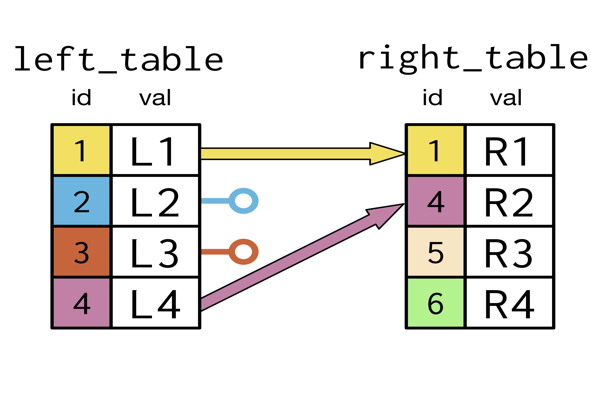 left_table right_table
id val id val
1 L1 1 R1
2 L2 4 R2
3 L3 5 R3
4 L4 6 R4